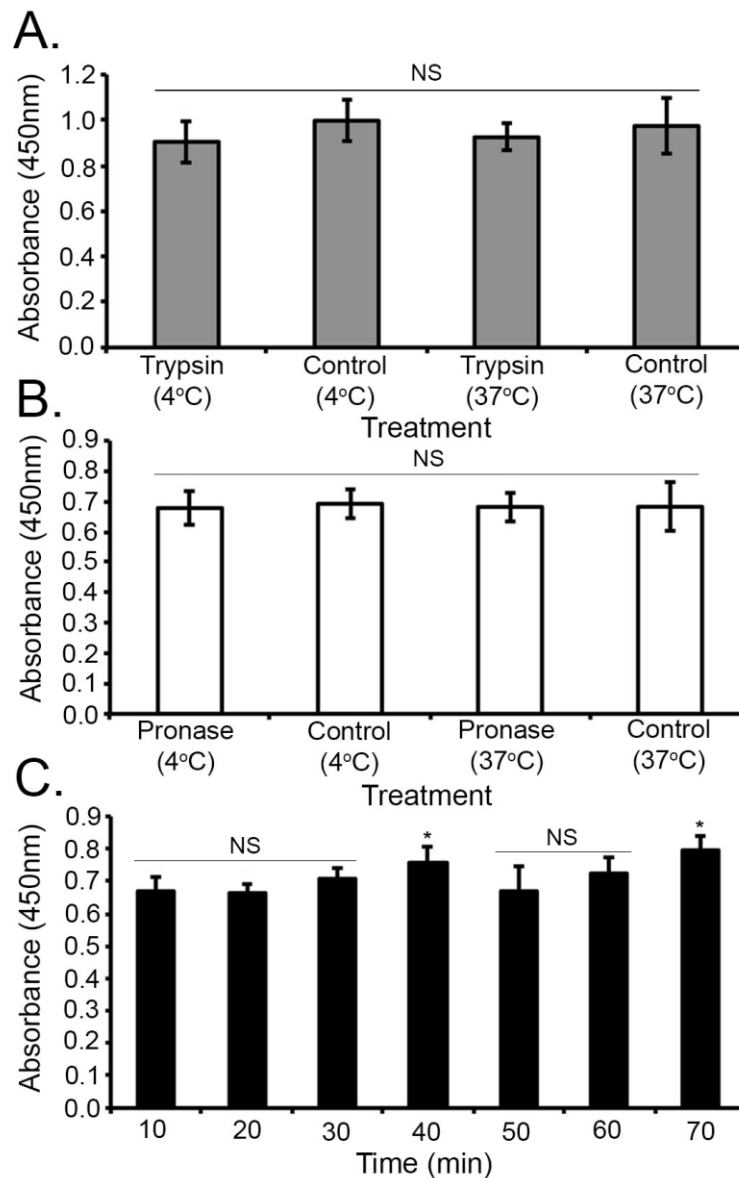 A.
Absorbance (450nm)
1.2
1.0
0.8
0.6
0.4
0.2
0.0
NS
Trypsin Control Trypsin Control
(4°C) (4°C) (37°C) (37°C)
Treatment
B.
Absorbance (450nm)
0.9
0.8
0.7
0.6
0.5
0.4
0.3
0.2
0.1
0.0
NS
Pronase Control Pronase Control
(4°C) (4°C) (37°C) (37°C)
Treatment
C.
Absorbance (450nm)
0.9
0.8
0.7
0.6
0.5
0.4
0.3
0.2
0.1
0.0
NS * NS *
10 20 30 40 50 60 70
Time (min)